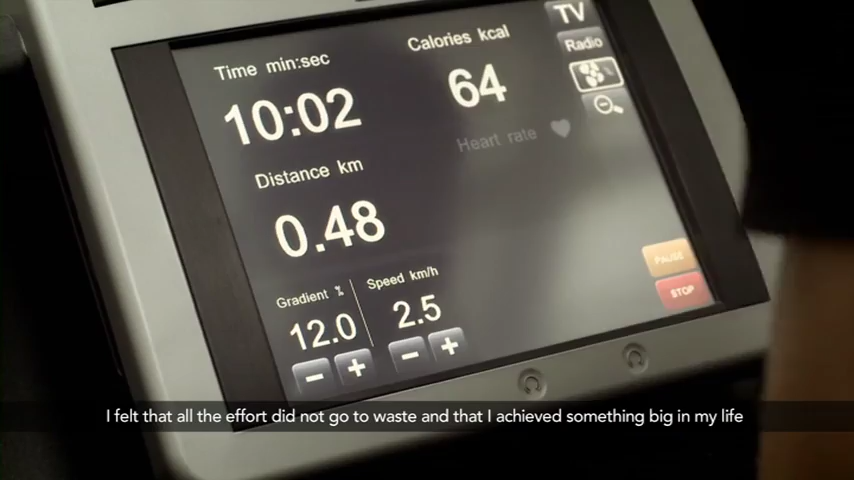 TV
Time min:sec
Calories kcal
Radio
10:02
64
Heart rate
Distance km
0.48
PAUSE
Gradient %
Speed km/h
STOP
12.0
2.5
- +
- +
I felt that all the effort did not go to waste and that I achieved something big in my life